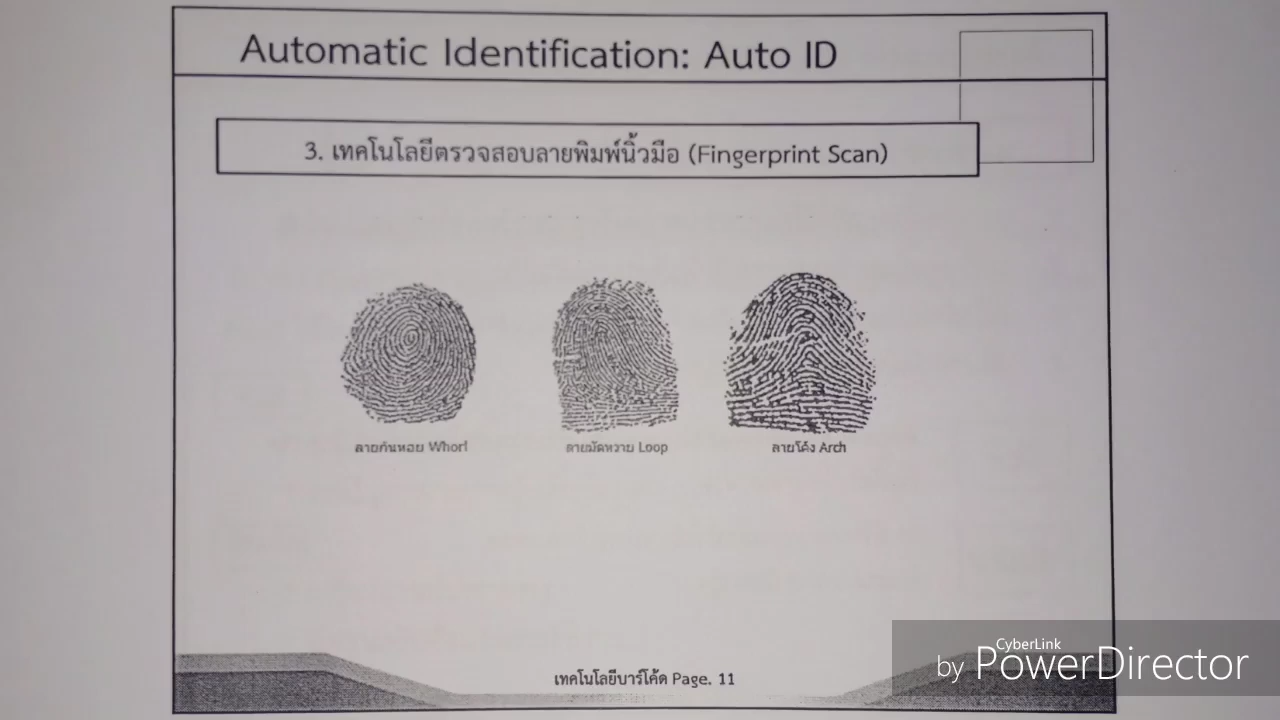 Automatic Identification: Auto ID
3. เทคโนโลยีตรวจสอบลายพิมพ์นิ้วมือ (Fingerprint Scan)
ลายก้นหอย Whorl
ลายมัดหวาย Loop
ลายโค้ง Arch
เทคโนโลยีบาร์โค้ด Page. 11
CyberLink
by PowerDirector